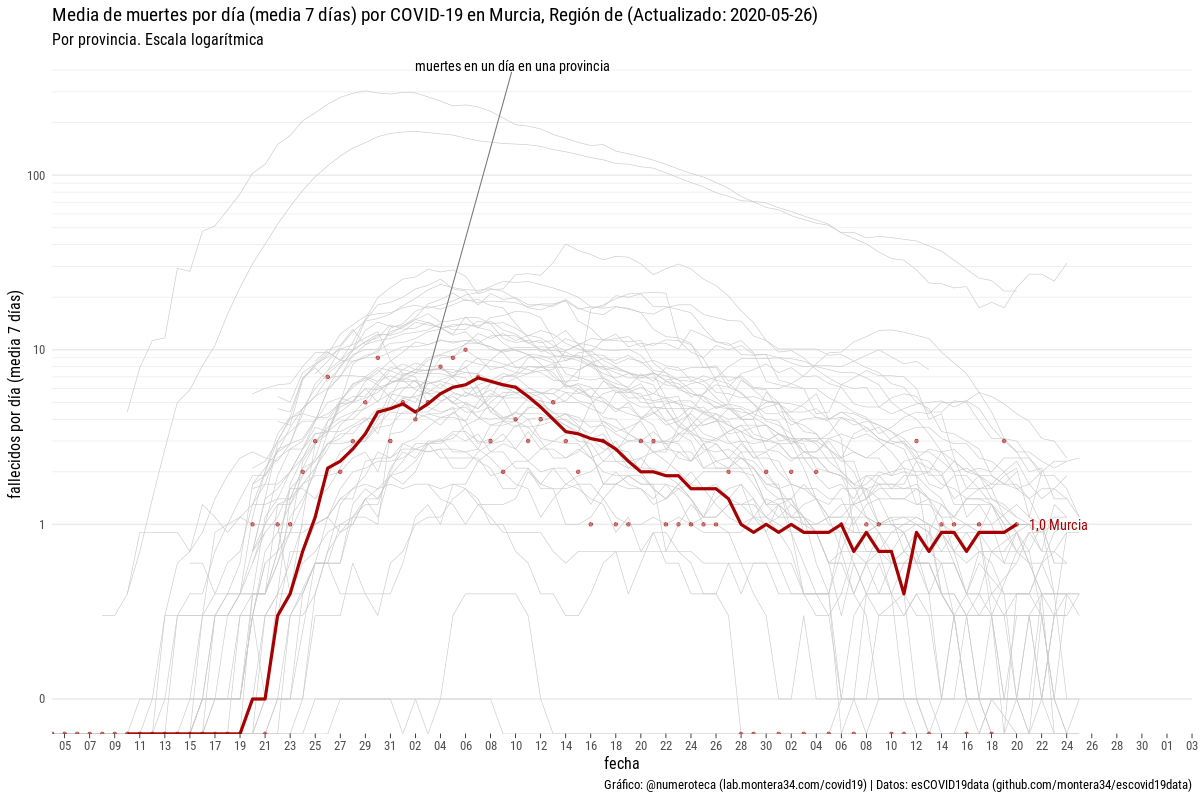 Media de muertes por día (media 7 días) por COVID-19 en Murcia, Región de (Actualizado: 2020-05-26)
Por provincia. Escala logarítmica
muertes en un día en una provincia
fallecidos por día (media 7 días)
100
10
1
0
1,0 Murcia
05 07 09 11 13 15 17 19 21 23 25 27 29 31 02 04 06 08 10 12 14 16 18 20 22 24 26 28 30 02 04 06 08 10 12 14 16 18 20 22 24 26 28 30 01 03
fecha
Gráfico: @numeroteca (lab.montera34.com/covid19) | Datos: esCOVID19data (github.com/montera34/escovid19data)